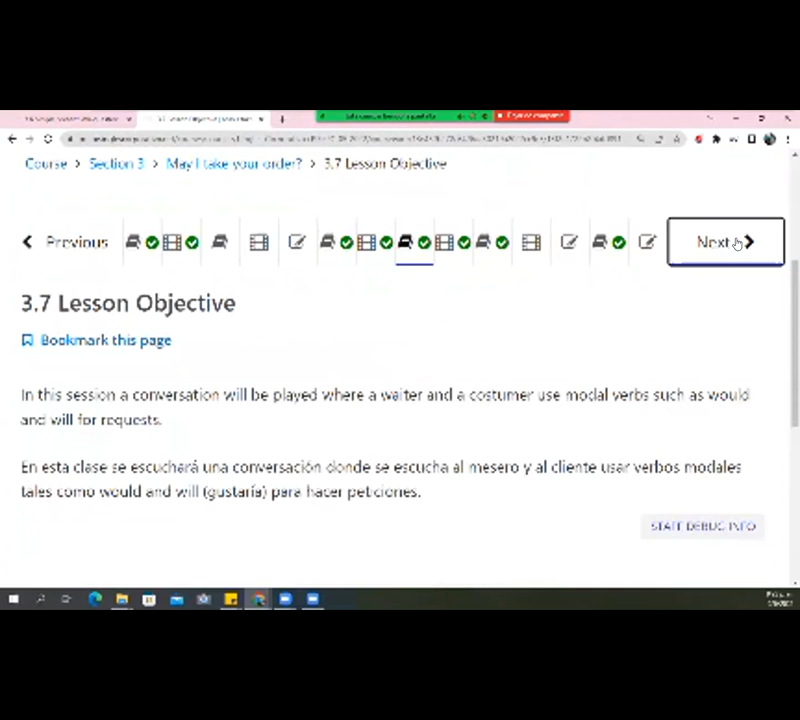 Course > Section 3 > May I take your order? > 3.7 Lesson Objective
Previous
Next
3.7 Lesson Objective
Bookmark this page
In this session a conversation will be played where a waiter and a costumer use modal verbs such as would
and will for requests.
En esta clase se escuchará una conversación donde se escucha al mesero y al cliente usar verbos modales
tales como would and will (gustaría) para hacer peticiones.
STAFF DEBUG INFO